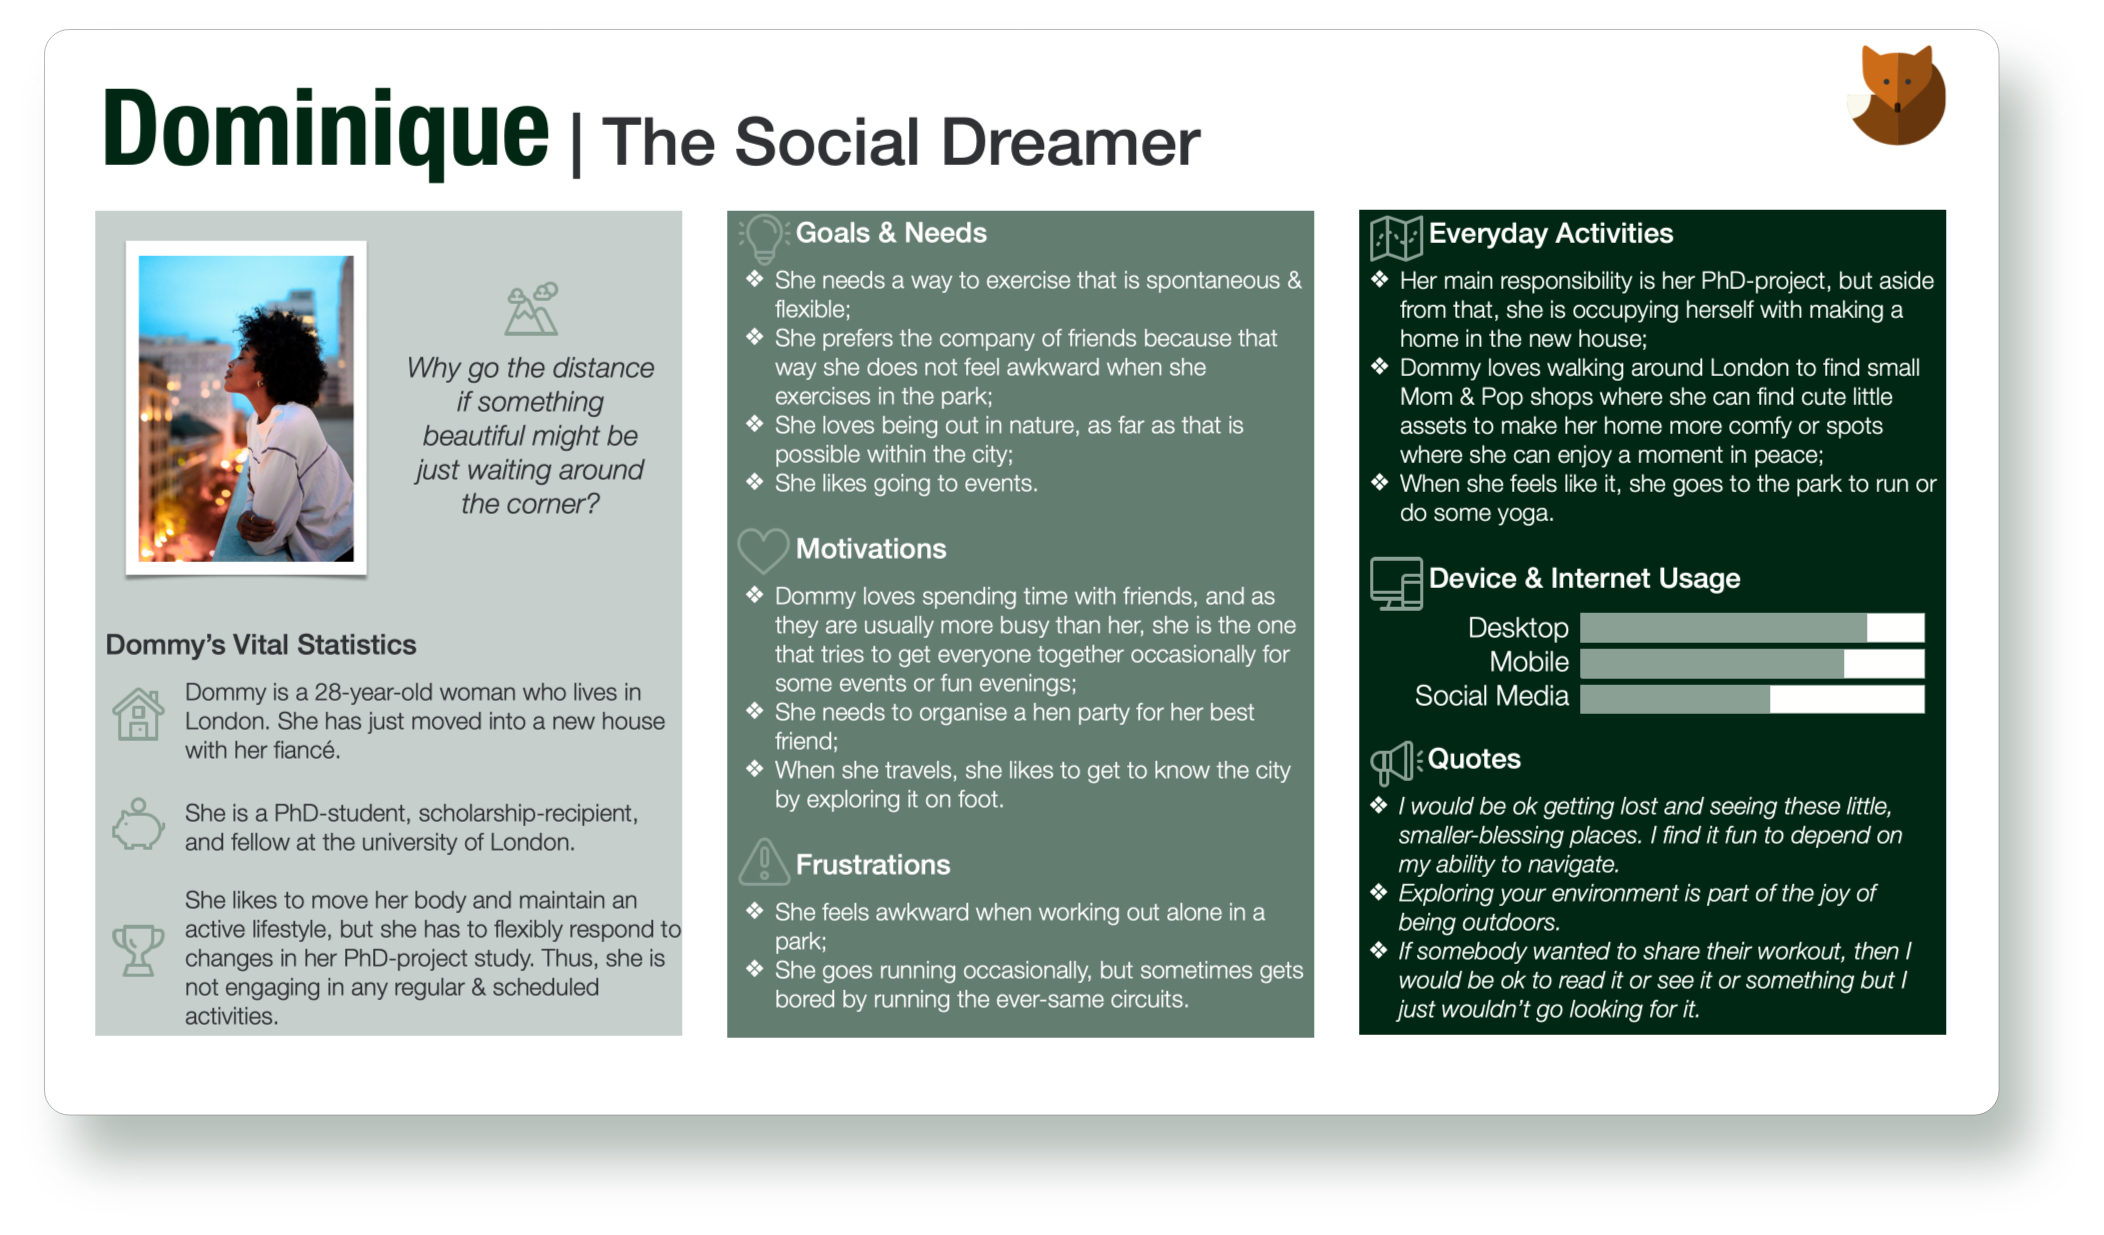 Dominique | The Social Dreamer
Why go the distance
if something
beautiful might be
just waiting around
the corner?
Dommy's Vital Statistics
Dommy is a 28-year-old woman who lives in
London. She has just moved into a new house
with her fiancé.
She is a PhD-student, scholarship-recipient,
and fellow at the university of London.
She likes to move her body and maintain an
active lifestyle, but she has to flexibly respond to
changes in her PhD-project study. Thus, she is
not engaging in any regular & scheduled
activities.
Goals & Needs
❖ She needs a way to exercise that is spontaneous &
flexible;
❖ She prefers the company of friends because that
way she does not feel awkward when she
exercises in the park;
❖ She loves being out in nature, as far as that is
possible within the city;
❖ She likes going to events.
Motivations
❖ Dommy loves spending time with friends, and as
they are usually more busy than her, she is the one
that tries to get everyone together occasionally for
some events or fun evenings;
❖ She needs to organise a hen party for her best
friend;
❖ When she travels, she likes to get to know the city
by exploring it on foot.
Frustrations
❖ She feels awkward when working out alone in a
park;
❖ She goes running occasionally, but sometimes gets
bored by running the ever-same circuits.
Everyday Activities
❖ Her main responsibility is her PhD-project, but aside
from that, she is occupying herself with making a
home in the new house;
❖ Dommy loves walking around London to find small
Mom & Pop shops where she can find cute little
assets to make her home more comfy or spots
where she can enjoy a moment in peace;
❖ When she feels like it, she goes to the park to run or
do some yoga.
Device & Internet Usage
Desktop
Mobile
Social Media
Quotes
❖ I would be ok getting lost and seeing these little,
smaller-blessing places. I find it fun to depend on
my ability to navigate.
❖ Exploring your environment is part of the joy of
being outdoors.
❖ If somebody wanted to share their workout, then I
would be ok to read it or see it or something but I
just wouldn't go looking for it.